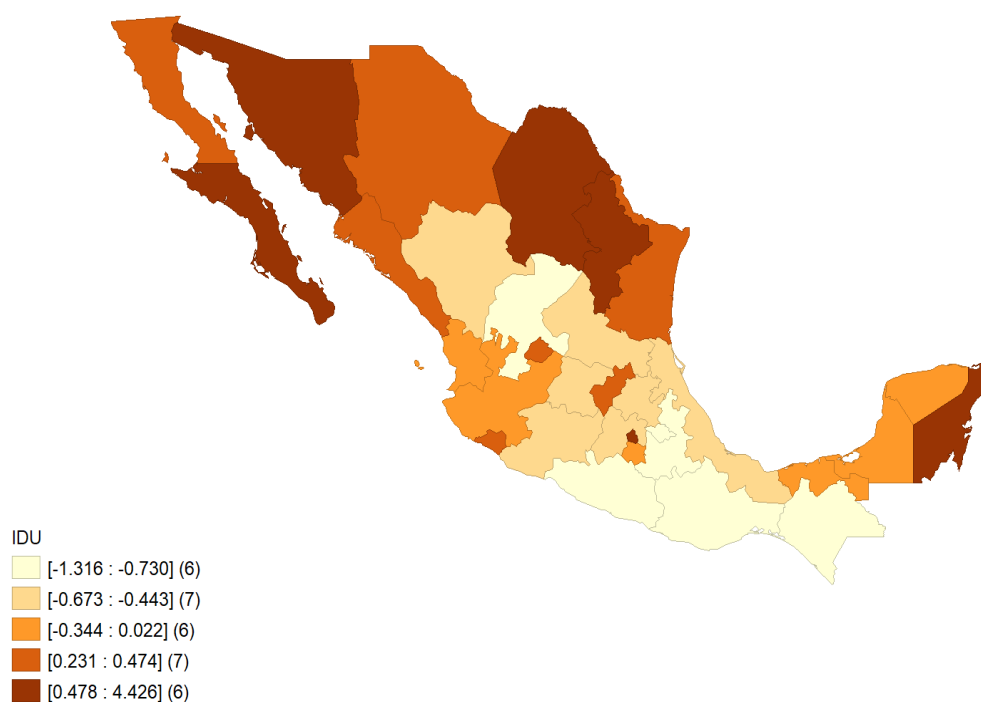 IDU
[-1.316 : -0.730] (6)
[-0.673 : -0.443] (7)
[-0.344 : 0.022] (6)
[0.231 : 0.474] (7)
[0.478 : 4.426] (6)